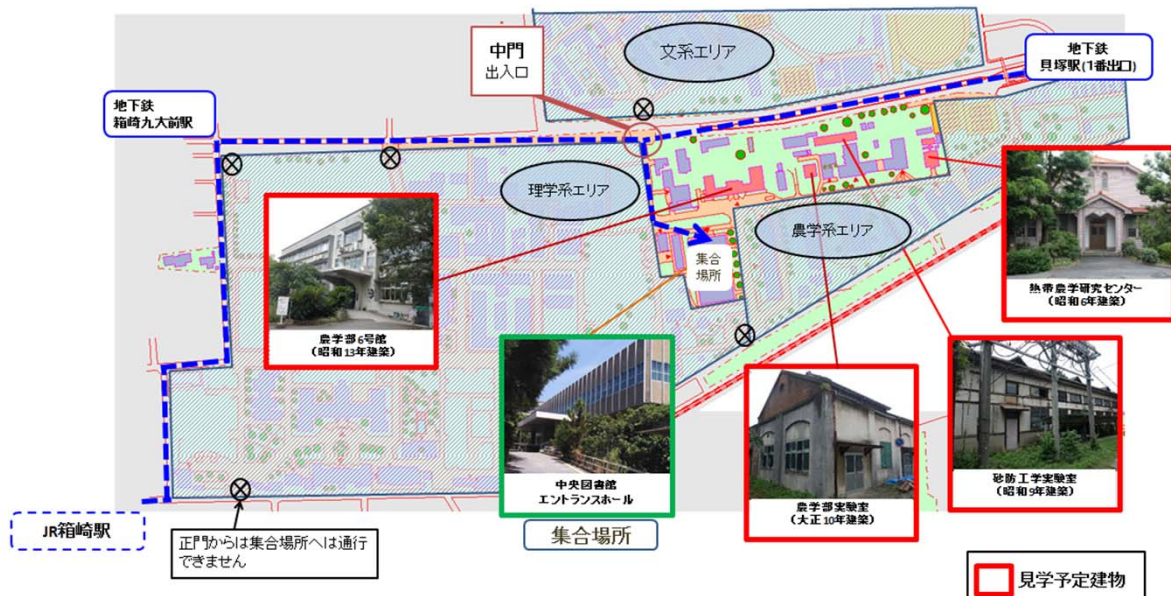 文系エリア
中門
出入口
地下鉄
貝塚駅(1番出口)
地下鉄
箱崎九大前駅
理学系エリア
農学系エリア
集合
場所
熱帯農学研究センター
(昭和6年建築)
農学部6号館
(昭和13年建築)
中央図書館
エントランスホール
農学部実験室
(大正10年建築)
砂防工学実験室
(昭和9年建築)
JR箱崎駅
正門からは集合場所へは通行
できません
集合場所
見学予定建物